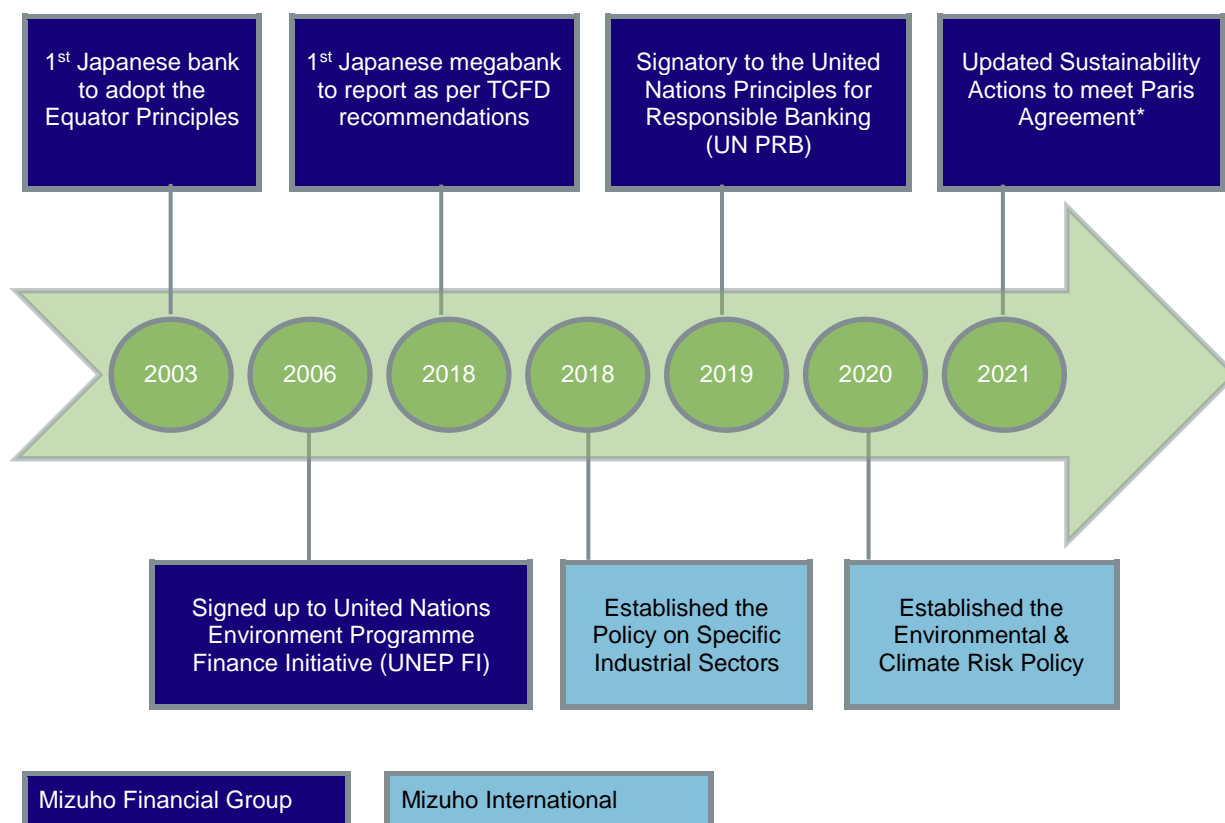 1st Japanese bank
to adopt the
Equator Principles
1st Japanese megabank
to report as per TCFD
recommendations
Signatory to the United
Nations Principles for
Responsible Banking
(UN PRB)
Updated Sustainability
Actions to meet Paris
Agreement*
2003
2006
2018
2018
2019
2020
2021
Signed up to United Nations
Environment Programme
Finance Initiative (UNEP FI)
Established the
Policy on Specific
Industrial Sectors
Established the
Environmental &
Climate Risk Policy
Mizuho Financial Group
Mizuho International